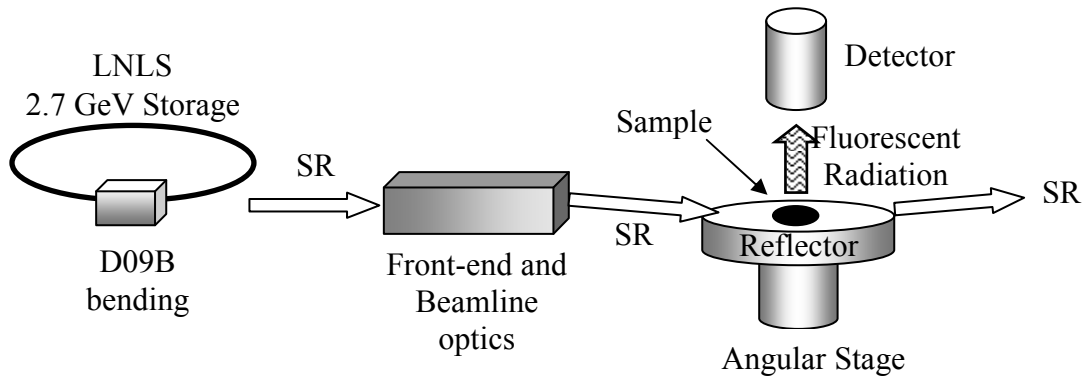 LNLS
2.7 GeV Storage
D09B
bending
SR
Front-end and
Beamline
optics
SR
Sample
Detector
Fluorescent
Radiation
SR
Reflector
Angular Stage